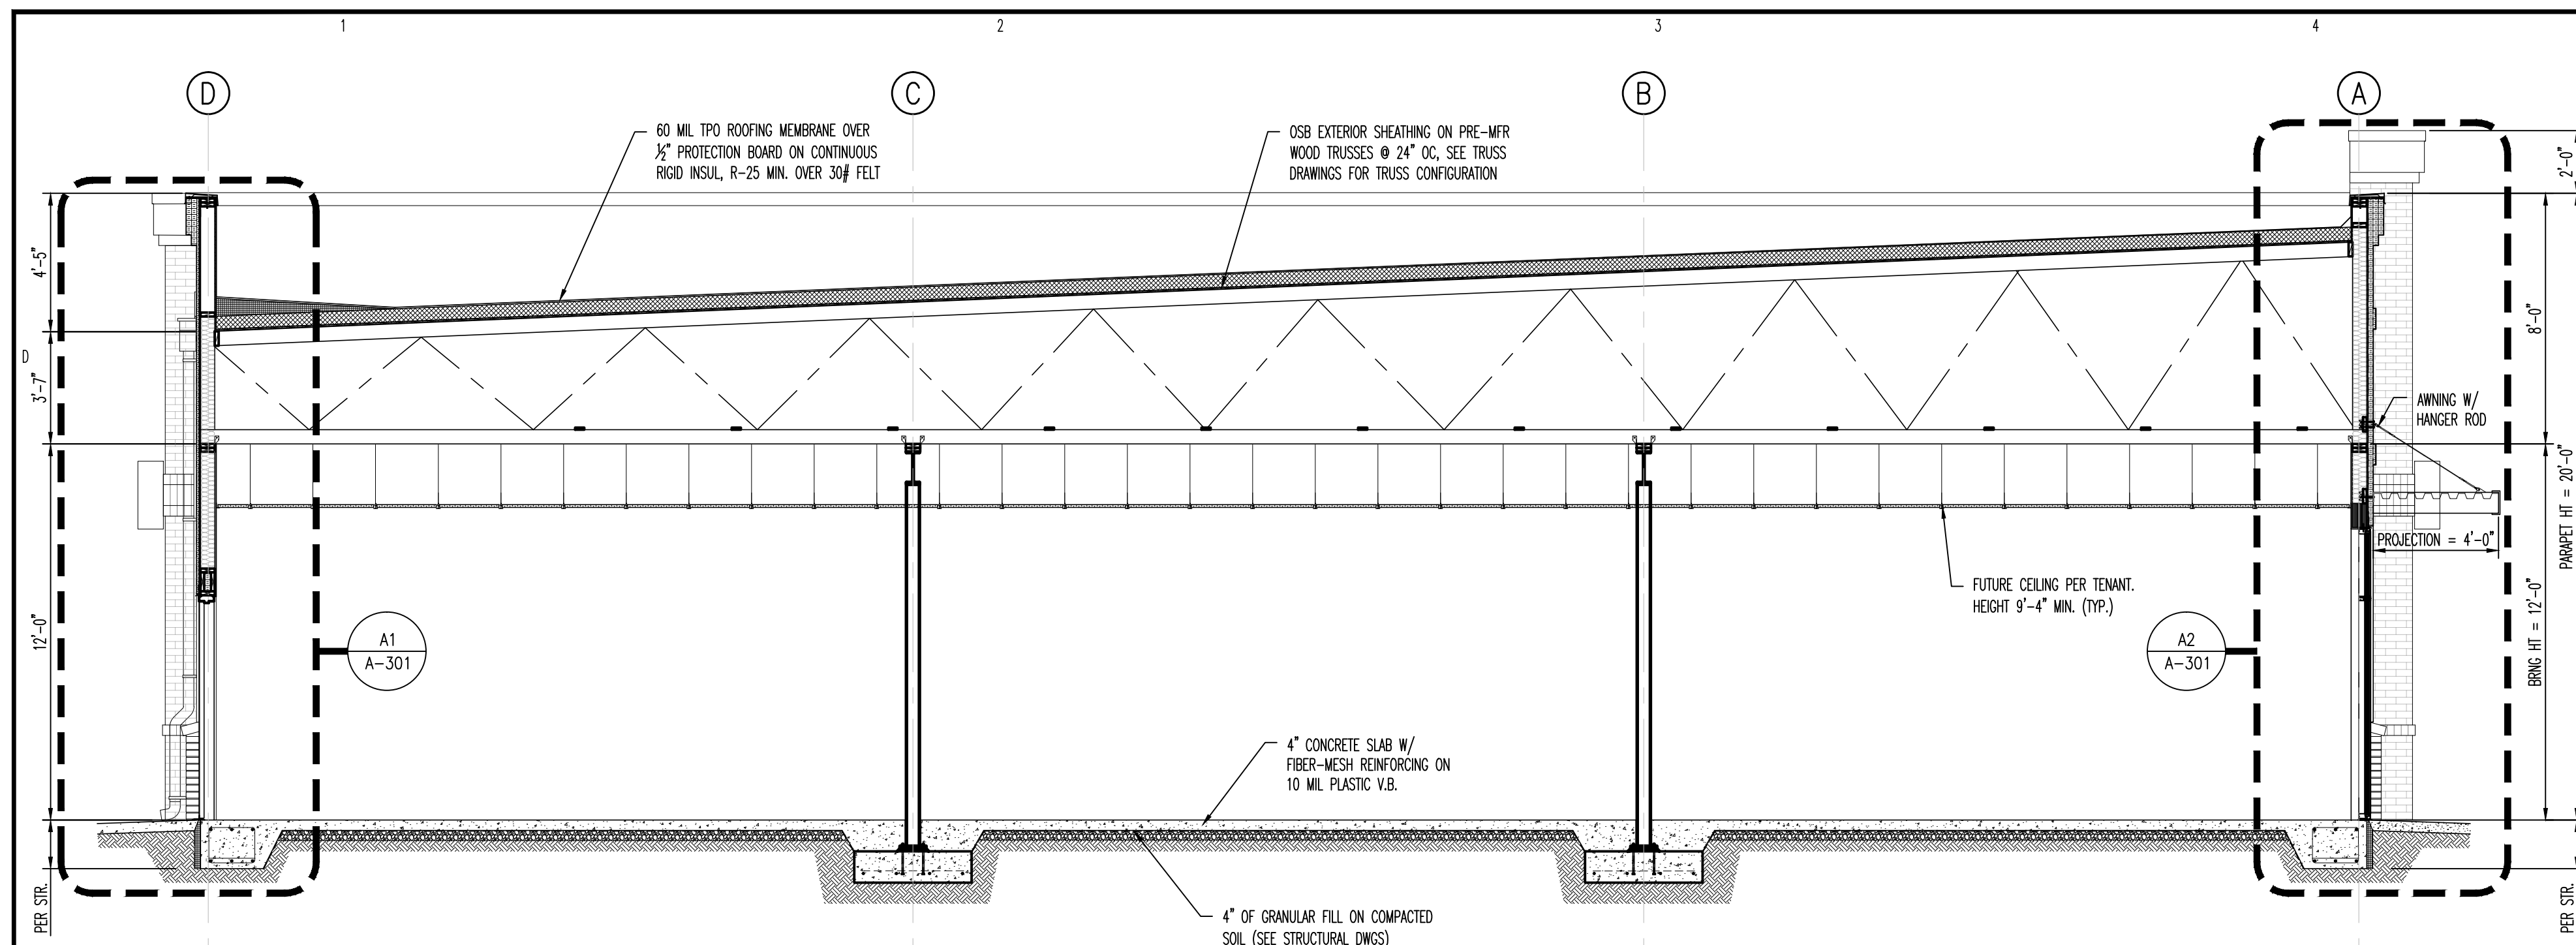 1
2
3
4
D
C
B
A
60 MIL TPO ROOFING MEMBRANE OVER
½" PROTECTION BOARD ON CONTINUOUS
RIGID INSUL, R-25 MIN. OVER 30# FELT
OSB EXTERIOR SHEATHING ON PRE-MFR
WOOD TRUSSES @ 24" OC, SEE TRUSS
DRAWINGS FOR TRUSS CONFIGURATION
2'-0"
4'-5"
8'-0"
D
3'-7"
AWNING W/
HANGER ROD
PARAPET HT = 20'-0"
PROJECTION = 4'-0"
FUTURE CEILING PER TENANT.
HEIGHT 9'-4" MIN. (TYP.)
12'-0"
BRNG HT = 12'-0"
A1
A-301
A2
A-301
4" CONCRETE SLAB W/
FIBER-MESH REINFORCING ON
10 MIL PLASTIC V.B.
PER STR.
PER STR.
4" OF GRANULAR FILL ON COMPACTED
SOIL (SEE STRUCTURAL DWGS)